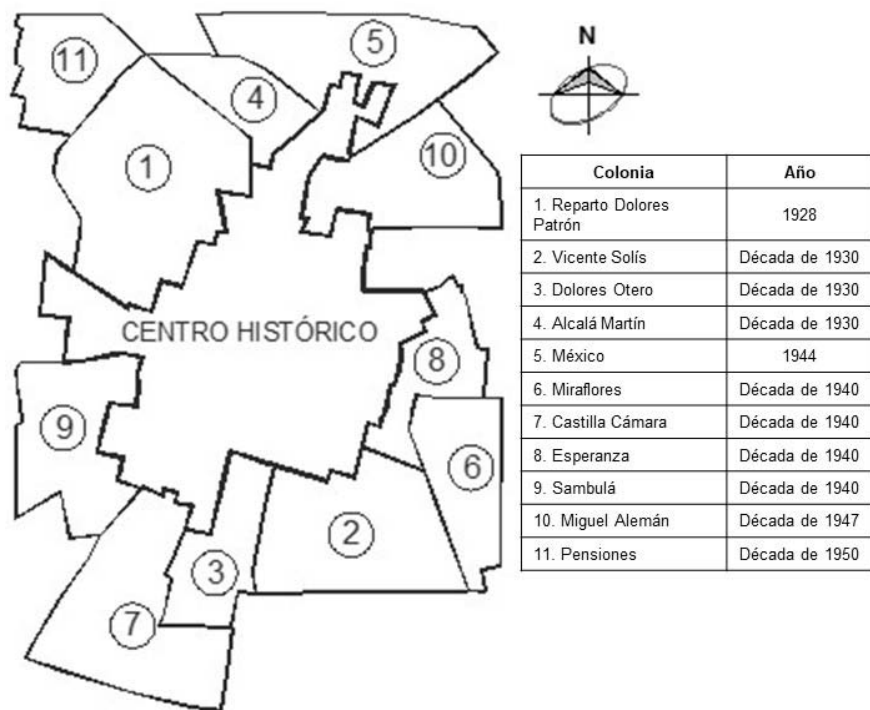 11
5
N
4
1
10
CENTRO HISTÓRICO
8
9
6
2
3
7
Colonia Año
1. Reparto Dolores
Patrón 1928
2. Vicente Solís Década de 1930
3. Dolores Otero Década de 1930
4. Alcalá Martín Década de 1930
5. México 1944
6. Miraflores Década de 1940
7. Castilla Cámara Década de 1940
8. Esperanza Década de 1940
9. Sambulá Década de 1940
10. Miguel Alemán Década de 1947
11. Pensiones Década de 1950